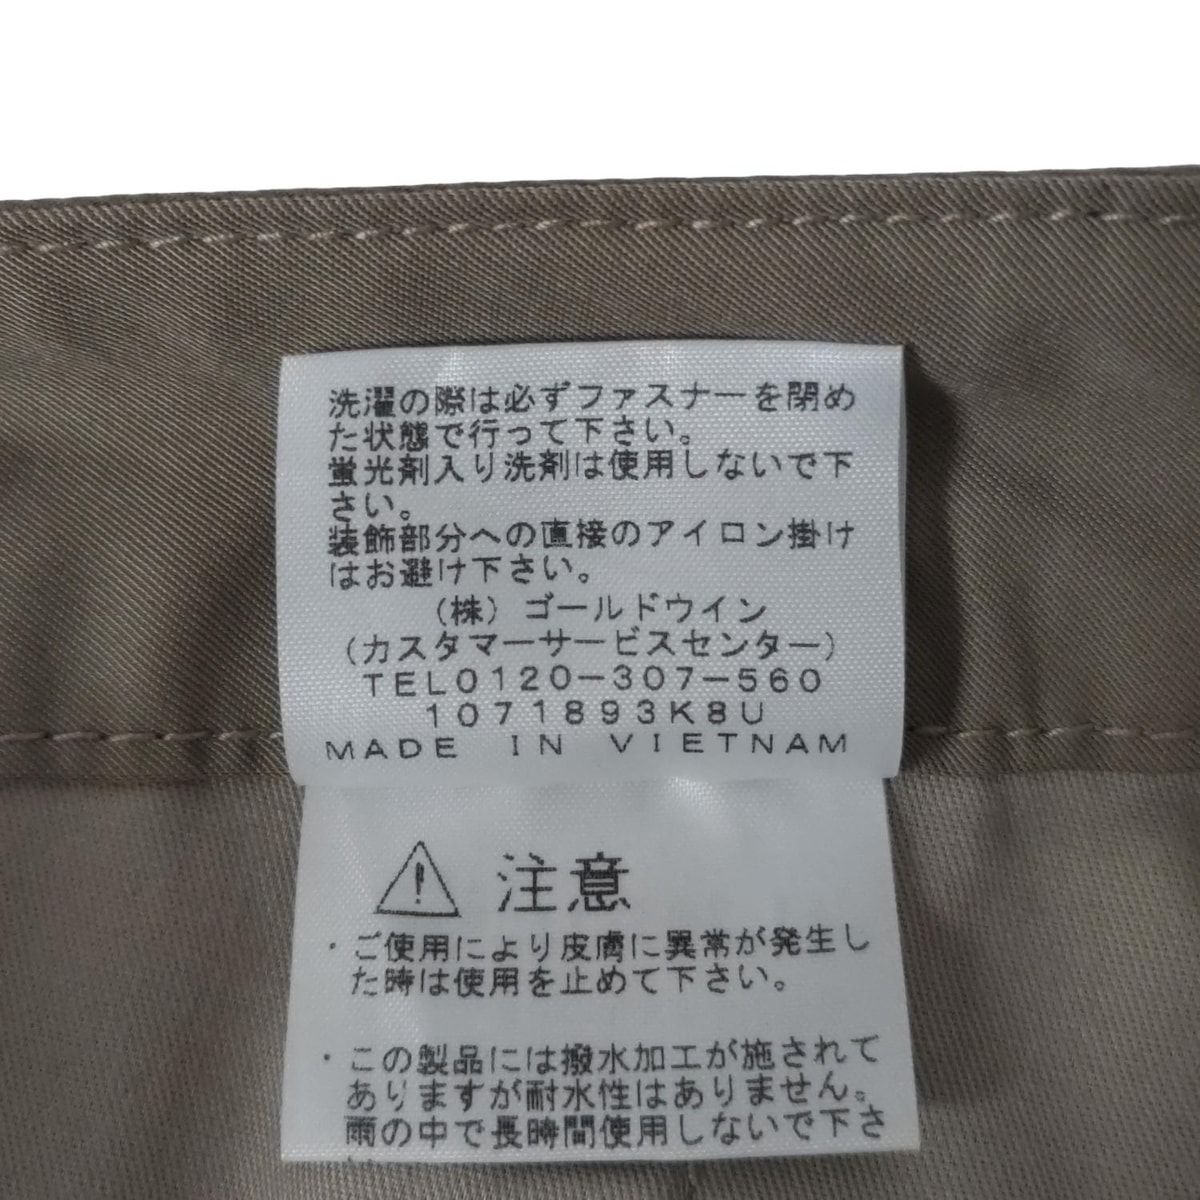 洗濯の際は必ずファスナーを閉め
た状態で行って下さい。
蛍光剤入り洗剤は使用しないで下
さい。
装飾部分への直接のアイロン掛け
はお避け下さい。
(株) ゴールドウイン
(カスタマーサービスセンター)
TEL0120-307-560
1071893K8U
MADE IN VIETNAM
注意
・ご使用により皮膚に異常が発生し
た時は使用を止めて下さい。
・この製品には撥水加工が施されて
ありますが耐水性はありません。
雨の中で長時間使用しないで下さ